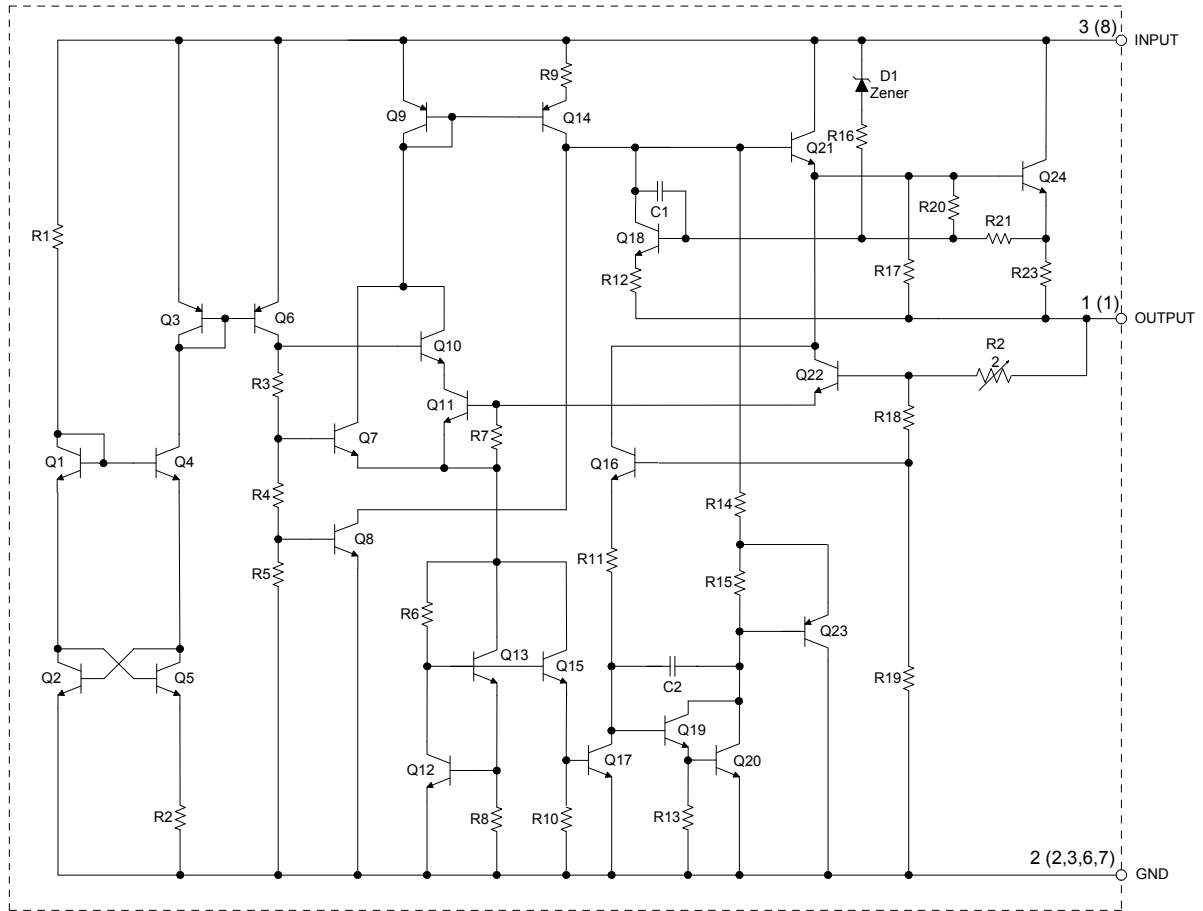 3 (8)
INPUT
R9
D1
Zener
Q9
Q14
Q21
R16
Q24
C1
R20
R21
R1
Q18
R12
R17
R23
1 (1)
OUTPUT
Q3
Q6
Q10
R2
2
Q22
R3
Q11
R7
R18
Q7
Q1
Q4
Q16
R4
R14
Q8
R11
R5
R15
R6
Q23
Q13
Q15
Q2
Q5
C2
R19
Q19
Q12
Q17
Q20
R2
R8
R10
R13
2 (2,3,6,7)
GND